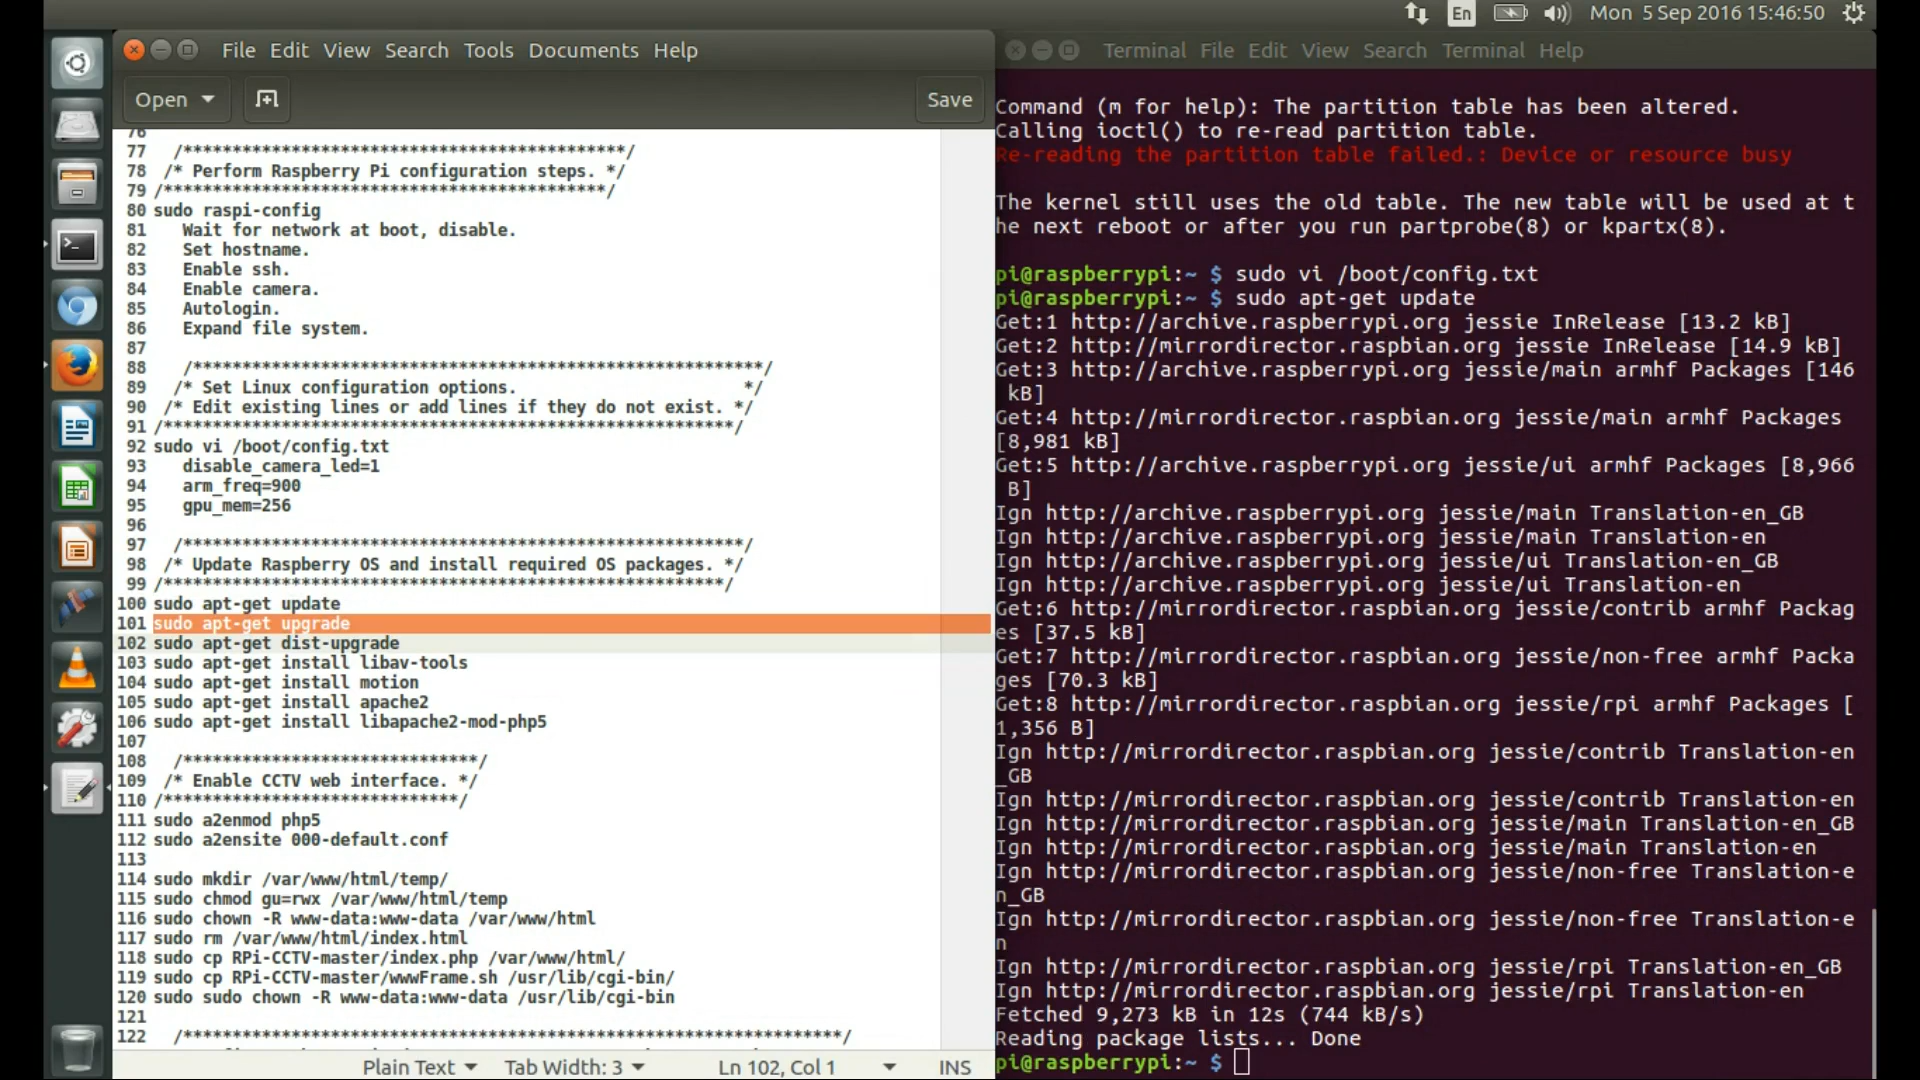 En
Mon 5 Sep 2016 15:46:50
File Edit View Search Tools Documents Help
Open
Save
76
77 /*********************************************/
78 /* Perform Raspberry Pi configuration steps. */
79 /*********************************************/
80 sudo raspi-config
81 Wait for network at boot, disable.
82 Set hostname.
83 Enable ssh.
84 Enable camera.
85 Autologin.
86 Expand file system.
87
88 /**********************************************************/
89 /* Set Linux configuration options. */
90 /* Edit existing lines or add lines if they do not exist. */
91 /**********************************************************/
92 sudo vi /boot/config.txt
93 disable_camera_led=1
94 arm_freq=900
95 gpu_mem=256
96
97 /*********************************************************/
98 /* Update Raspberry OS and install required OS packages. */
99 /*********************************************************/
100 sudo apt-get update
101 sudo apt-get upgrade
102 sudo apt-get dist-upgrade
103 sudo apt-get install libav-tools
104 sudo apt-get install motion
105 sudo apt-get install apache2
106 sudo apt-get install libapache2-mod-php5
107
108 /******************************/
109 /* Enable CCTV web interface. */
110 /******************************/
111 sudo a2enmod php5
112 sudo a2ensite 000-default.conf
113
114 sudo mkdir /var/www/html/temp/
115 sudo chmod gu=rwx /var/www/html/temp
116 sudo chown -R www-data:www-data /var/www/html
117 sudo rm /var/www/html/index.html
118 sudo cp RPi-CCTV-master/index.php /var/www/html/
119 sudo cp RPi-CCTV-master/wwwFrame.sh /usr/lib/cgi-bin/
120 sudo sudo chown -R www-data:www-data /usr/lib/cgi-bin
121
122 /*******************************************************************/
Plain Text Tab Width: 3 Ln 102, Col 1 INS
Terminal File Edit View Search Terminal Help
Command (m for help): The partition table has been altered.
Calling ioctl() to re-read partition table.
Re-reading the partition table failed.: Device or resource busy
The kernel still uses the old table. The new table will be used at t
he next reboot or after you run partprobe(8) or kpartx(8).
pi@raspberrypi:~ $ sudo vi /boot/config.txt
pi@raspberrypi:~ $ sudo apt-get update
Get:1 http://archive.raspberrypi.org jessie InRelease [13.2 kB]
Get:2 http://mirrordirector.raspbian.org jessie InRelease [14.9 kB]
Get:3 http://archive.raspberrypi.org jessie/main armhf Packages [146
kB]
Get:4 http://mirrordirector.raspbian.org jessie/main armhf Packages
[8,981 kB]
Get:5 http://archive.raspberrypi.org jessie/ui armhf Packages [8,966
B]
Ign http://archive.raspberrypi.org jessie/main Translation-en_GB
Ign http://archive.raspberrypi.org jessie/main Translation-en
Ign http://archive.raspberrypi.org jessie/ui Translation-en_GB
Ign http://archive.raspberrypi.org jessie/ui Translation-en
Get:6 http://mirrordirector.raspbian.org jessie/contrib armhf Packag
es [37.5 kB]
Get:7 http://mirrordirector.raspbian.org jessie/non-free armhf Packa
ges [70.3 kB]
Get:8 http://mirrordirector.raspbian.org jessie/rpi armhf Packages [
1,356 B]
Ign http://mirrordirector.raspbian.org jessie/contrib Translation-en
_GB
Ign http://mirrordirector.raspbian.org jessie/contrib Translation-en
Ign http://mirrordirector.raspbian.org jessie/main Translation-en_GB
Ign http://mirrordirector.raspbian.org jessie/main Translation-en
Ign http://mirrordirector.raspbian.org jessie/non-free Translation-e
n_GB
Ign http://mirrordirector.raspbian.org jessie/non-free Translation-e
n
Ign http://mirrordirector.raspbian.org jessie/rpi Translation-en_GB
Ign http://mirrordirector.raspbian.org jessie/rpi Translation-en
Fetched 9,273 kB in 12s (744 kB/s)
Reading package lists... Done
pi@raspberrypi:~ $